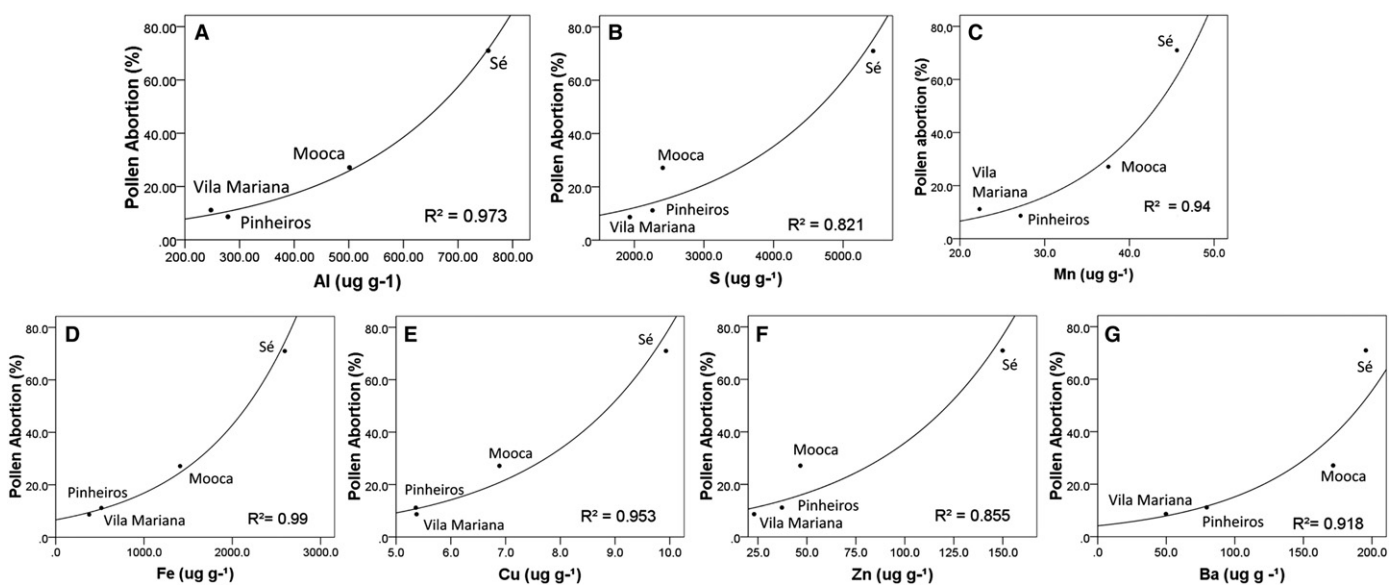 A
Pollen Abortion (%)
80.00
60.00
40.00
20.00
.00
Sé
Mooca
Vila Mariana
Pinheiros
R² = 0.973
200.00 300.00 400.00 500.00 600.00 700.00 800.00
Al (ug g-1)
B
Pollen Abortion (%)
80.0
60.0
40.0
20.0
.0
Sé
Mooca
Pinheiros
Vila Mariana
R² = 0.821
2000.0 3000.0 4000.0 5000.0
S (ug g-¹)
C
Pollen abortion (%)
80.0
60.0
40.0
20.0
.0
Sé
Mooca
Vila
Mariana
Pinheiros
R² = 0.94
20.0 30.0 40.0 50.0
Mn (ug g-¹)
D
Pollen Abortion (%)
80.0
60.0
40.0
20.0
.0
Sé
Mooca
Pinheiros
Vila Mariana
R²= 0.99
.0 1000.0 2000.0 3000.0
Fe (ug g-¹)
E
Pollen Abortion (%)
80.0
60.0
40.0
20.0
.0
Sé
Mooca
Pinheiros
Vila Mariana
R² = 0.953
5.0 6.0 7.0 8.0 9.0 10.0
Cu (ug g-¹)
F
Pollen Abortion (%)
80.0
60.0
40.0
20.0
.0
Sé
Mooca
Pinheiros
Vila Mariana
R² = 0.855
25.0 50.0 75.0 100.0 125.0 150.0
Zn (ug g-¹)
G
Pollen Abortion (%)
80.0
60.0
40.0
20.0
.0
Sé
Mooca
Vila Mariana
Pinheiros
R²= 0.918
.0 50.0 100.0 150.0 200.0
Ba (ug g -¹)